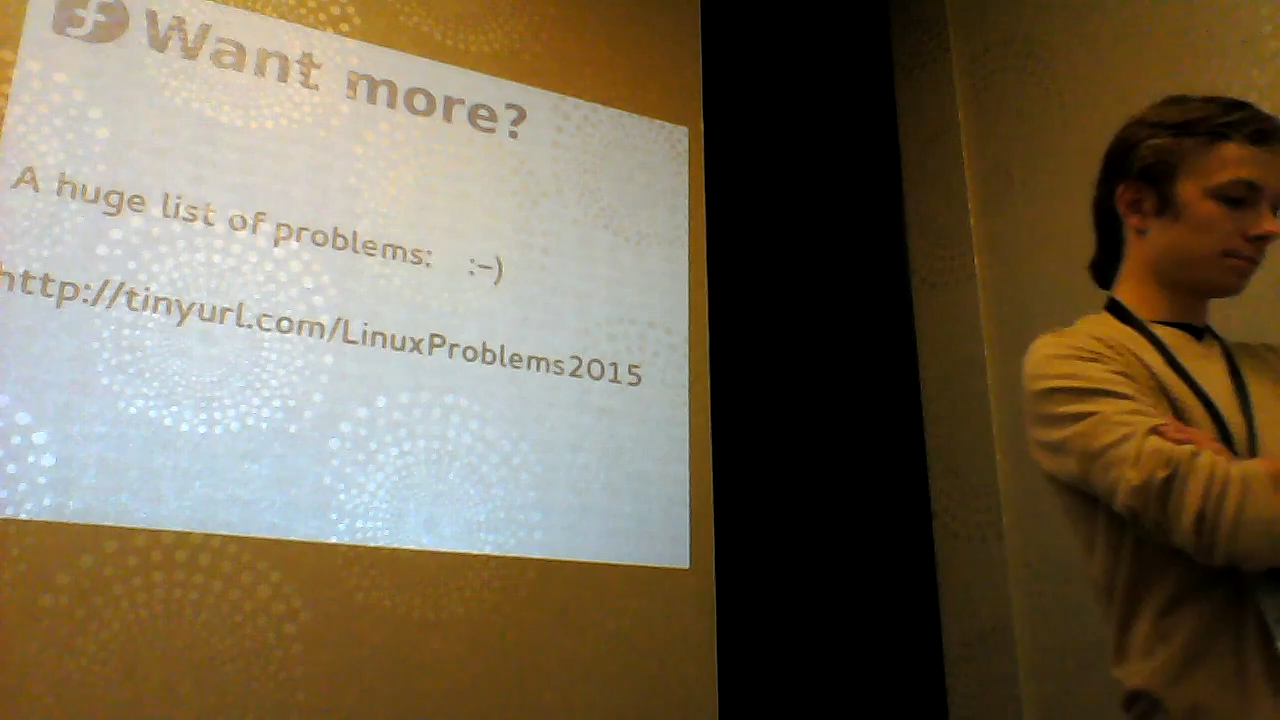 Want more?
A huge list of problems: :-)
http://tinyurl.com/LinuxProblems2015